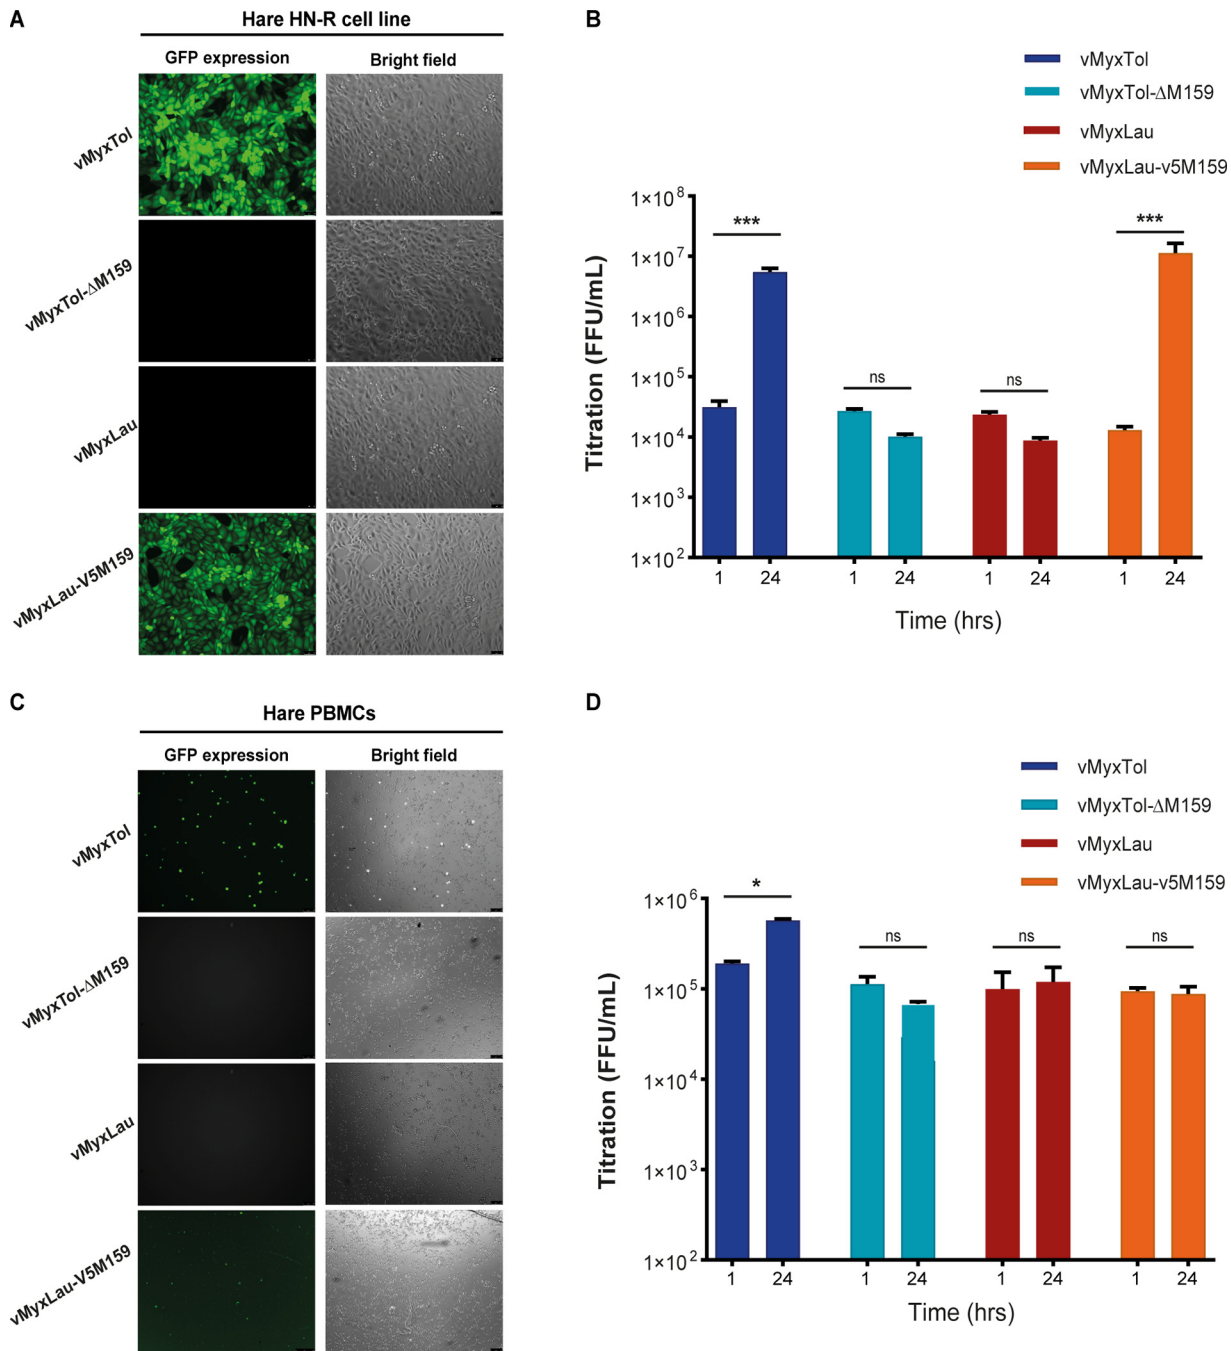 A
Hare HN-R cell line
GFP expression
Bright field
vMyxTol
vMyxTol-ΔM159
vMyxLau
vMyxLau-V5M159
B
vMyxTol
vMyxTol-ΔM159
vMyxLau
vMyxLau-v5M159
Titration (FFU/mL)
1×10⁸
1×10⁷
1×10⁶
1×10⁵
1×10⁴
1×10³
1×10²
***
ns
ns
***
1 24 1 24 1 24 1 24
Time (hrs)
C
Hare PBMCs
GFP expression
Bright field
vMyxTol
vMyxTol-ΔM159
vMyxLau
vMyxLau-V5M159
D
vMyxTol
vMyxTol-ΔM159
vMyxLau
vMyxLau-v5M159
Titration (FFU/mL)
1×10⁶
1×10⁵
1×10⁴
1×10³
1×10²
*
ns
ns
ns
1 24 1 24 1 24 1 24
Time (hrs)